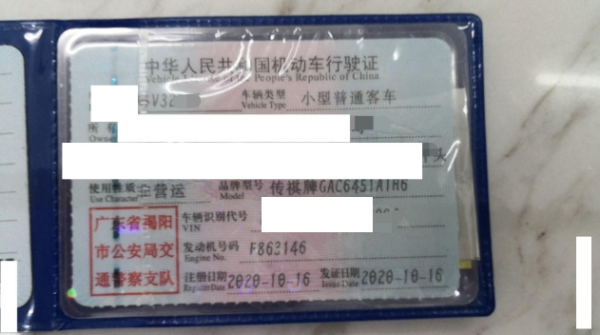 中华人民共和国机动车行驶证
Vehicle License of the People's Republic of China
车辆类型 小型普通客车
Vehicle Type
使用性质 非营运 品牌型号 传祺牌GAC6451A1H6
Use Character Model
车辆识别代号
VIN
发动机号码 F863146
Engine No.
注册日期 2020-10-16 发证日期 2020-10-16
Register Date Issue Date
广东省揭阳
市公安局交
通警察支队